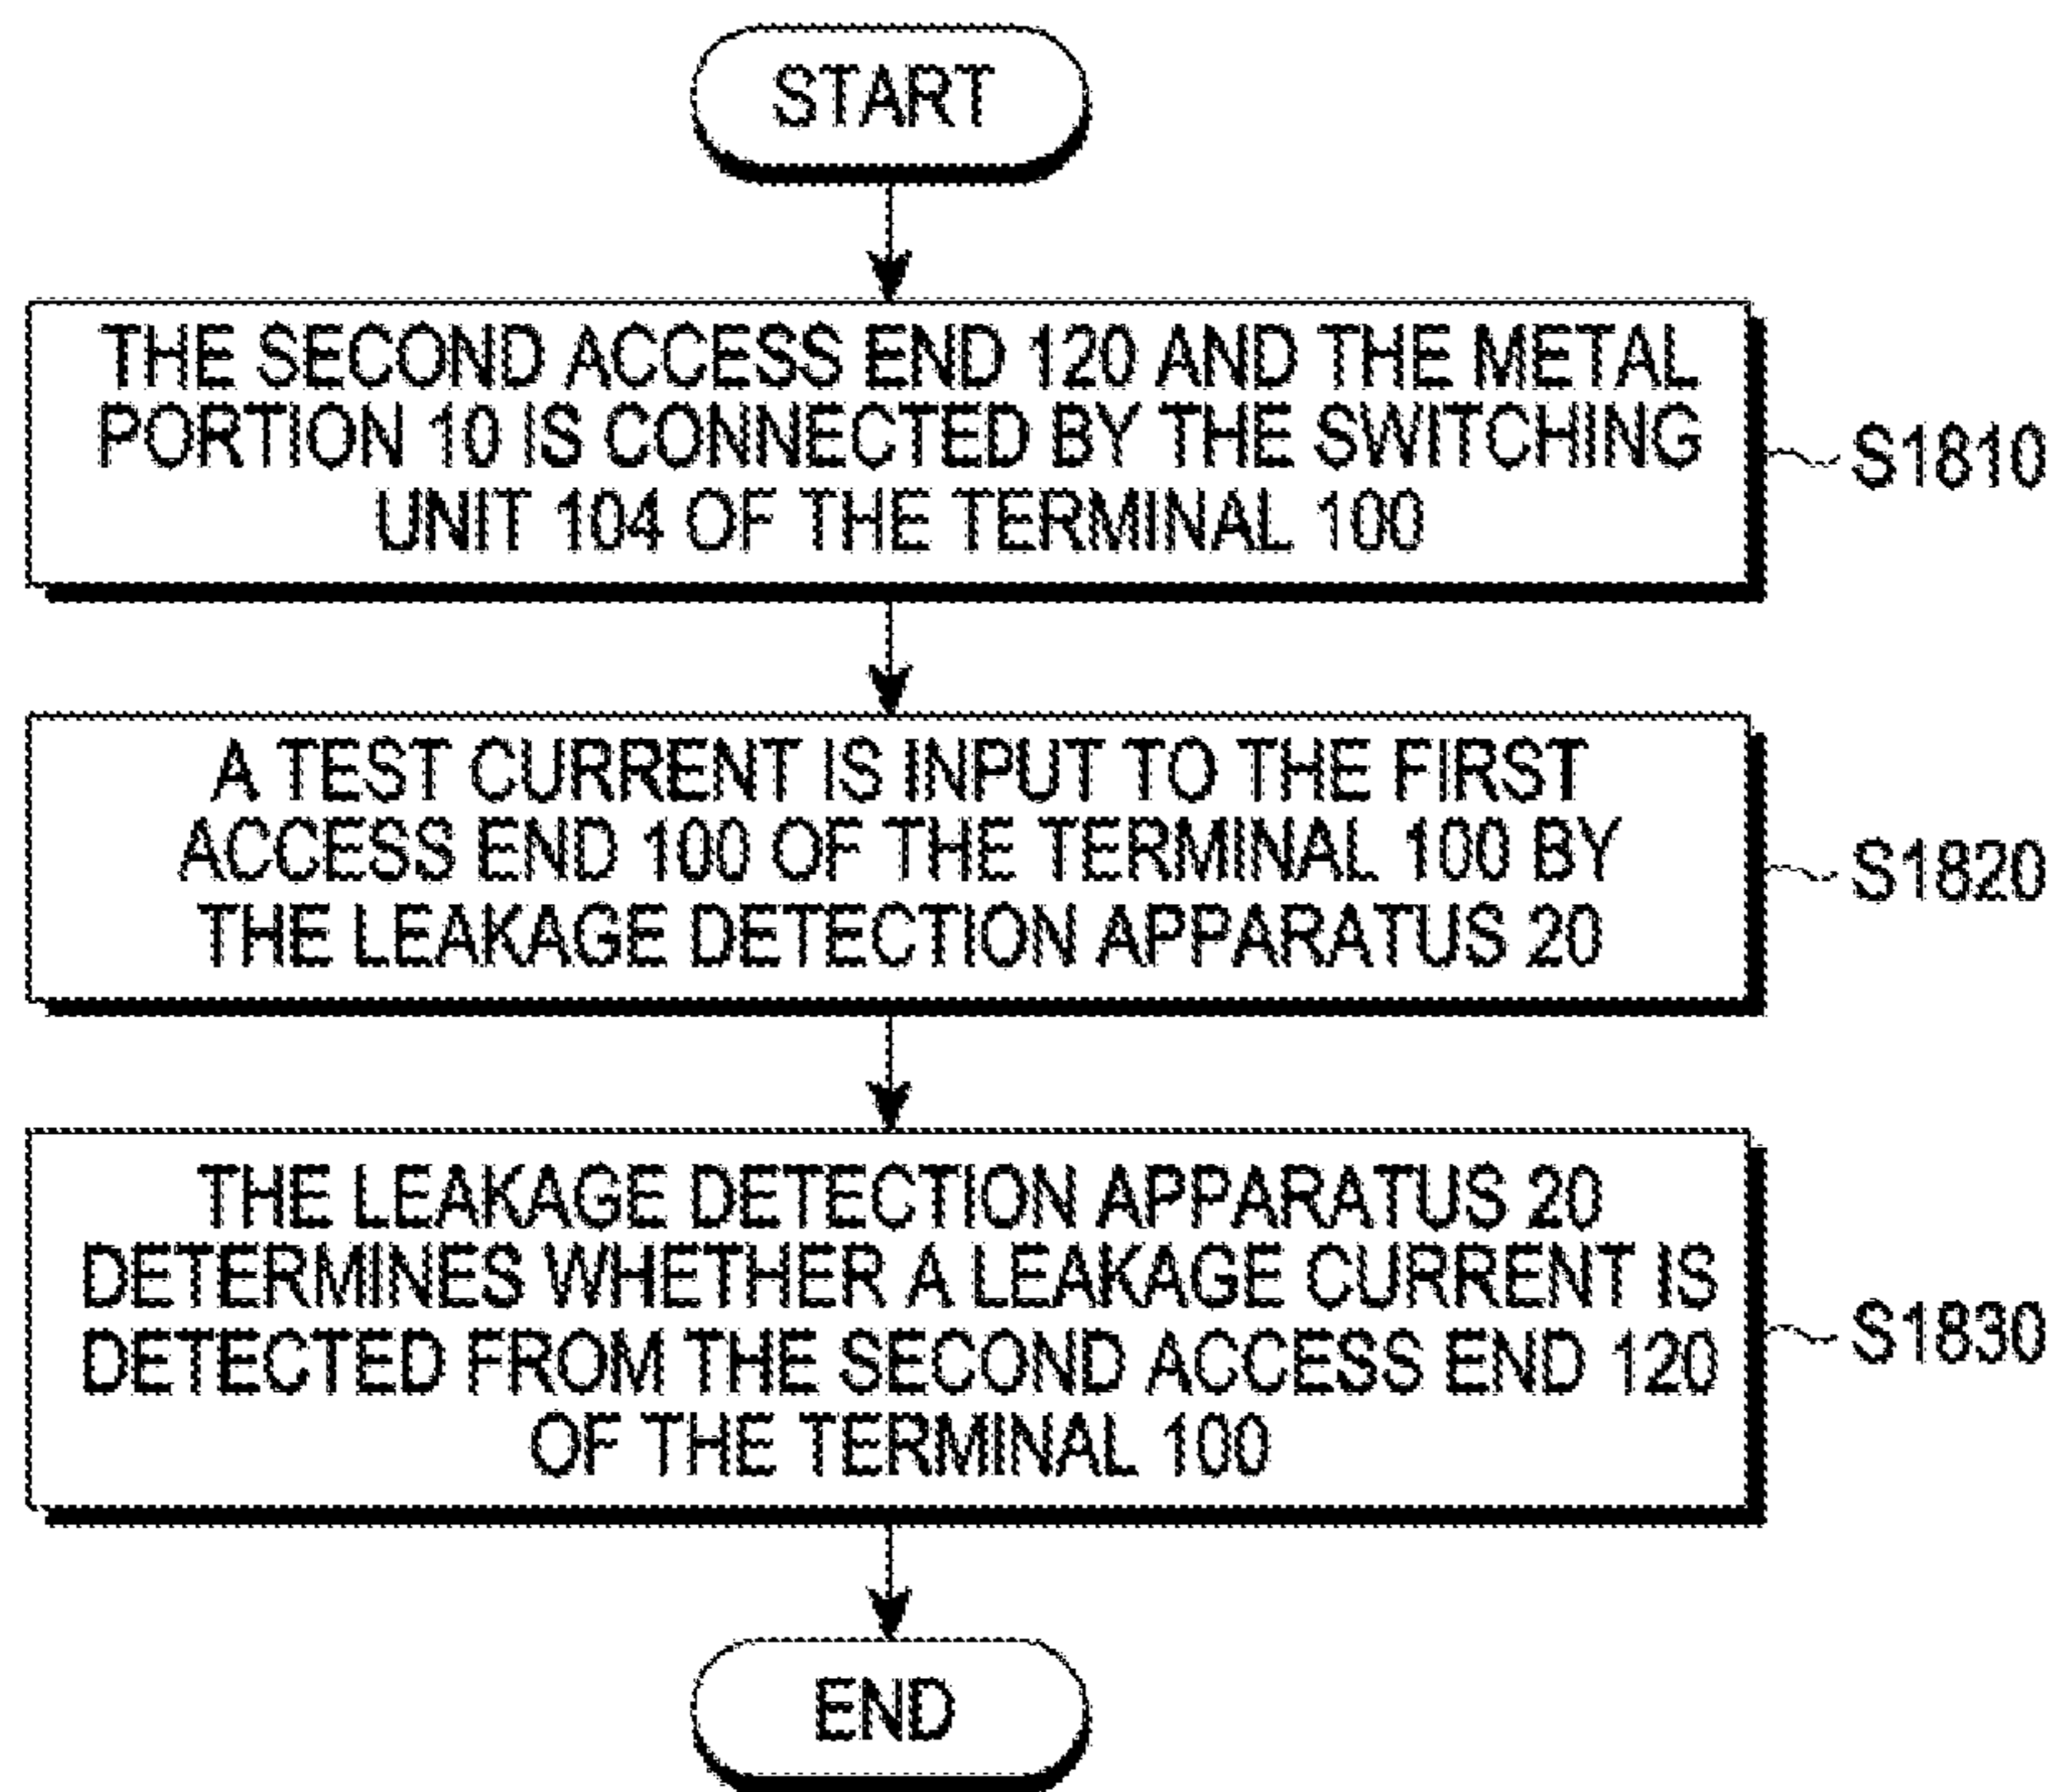 START
THE SECOND ACCESS END 120 AND THE METAL
PORTION 10 IS CONNECTED BY THE SWITCHING
UNIT 104 OF THE TERMINAL 100
S1810
A TEST CURRENT IS INPUT TO THE FIRST
ACCESS END 100 OF THE TERMINAL 100 BY
THE LEAKAGE DETECTION APPARATUS 20
S1820
THE LEAKAGE DETECTION APPARATUS 20
DETERMINES WHETHER A LEAKAGE CURRENT IS
DETECTED FROM THE SECOND ACCESS END 120
OF THE TERMINAL 100
S1830
END